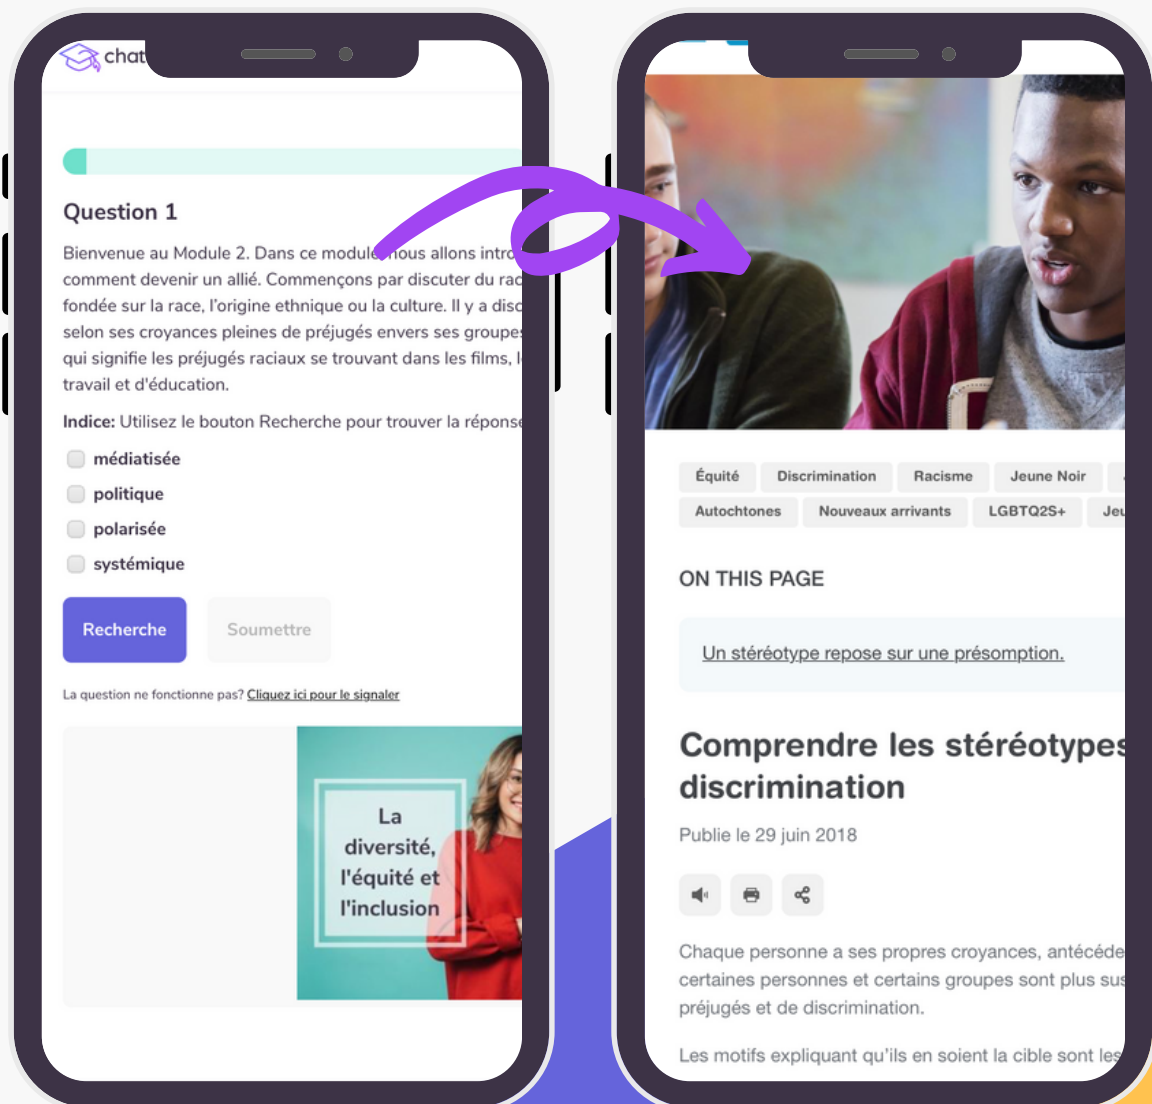 chat
Question 1
Bienvenue au Module 2. Dans ce module nous allons intro
comment devenir un allié. Commençons par discuter du rac
fondée sur la race, l'origine ethnique ou la culture. Il y a disc
selon ses croyances pleines de préjugés envers ses groupes
qui signifie les préjugés raciaux se trouvant dans les films, l
travail et d'éducation.
Indice: Utilisez le bouton Recherche pour trouver la réponse
médiatisée
politique
polarisée
systémique
Recherche Soumettre
La question ne fonctionne pas? Cliquez ici pour le signaler
La
diversité,
l'équité et
l'inclusion
Équité Discrimination Racisme Jeune Noir
Autochtones Nouveaux arrivants LGBTQ2S+ Jeu
ON THIS PAGE
Un stéréotype repose sur une présomption.
Comprendre les stéréotypes
discrimination
Publie le 29 juin 2018
Chaque personne a ses propres croyances, antécéde
certaines personnes et certains groupes sont plus sus
préjugés et de discrimination.
Les motifs expliquant qu'ils en soient la cible sont les